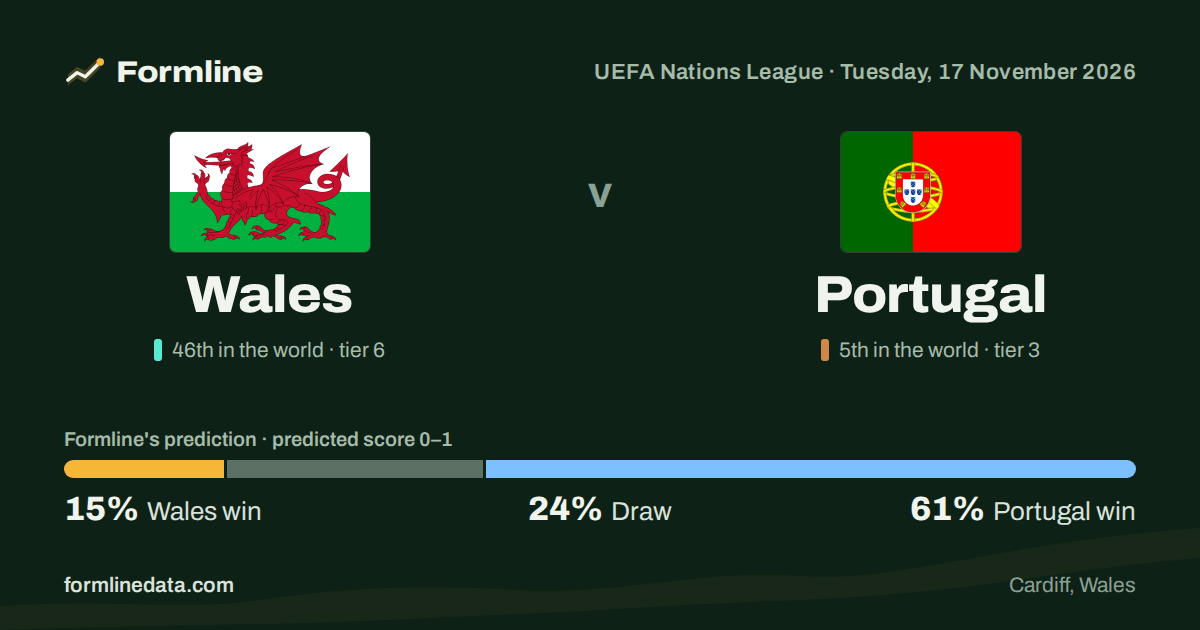 Formline
UEFA Nations League · Tuesday, 17 November 2026
v
Wales
Portugal
46th in the world · tier 6
5th in the world · tier 3
Formline's prediction · predicted score 0–1
15% Wales win
24% Draw
61% Portugal win
formlinedata.com
Cardiff, Wales